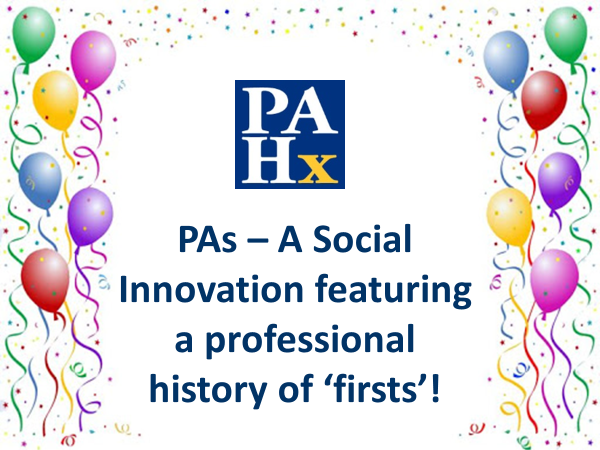 PA
Hx
PAs – A Social
Innovation featuring
a professional
history of ‘firsts’!